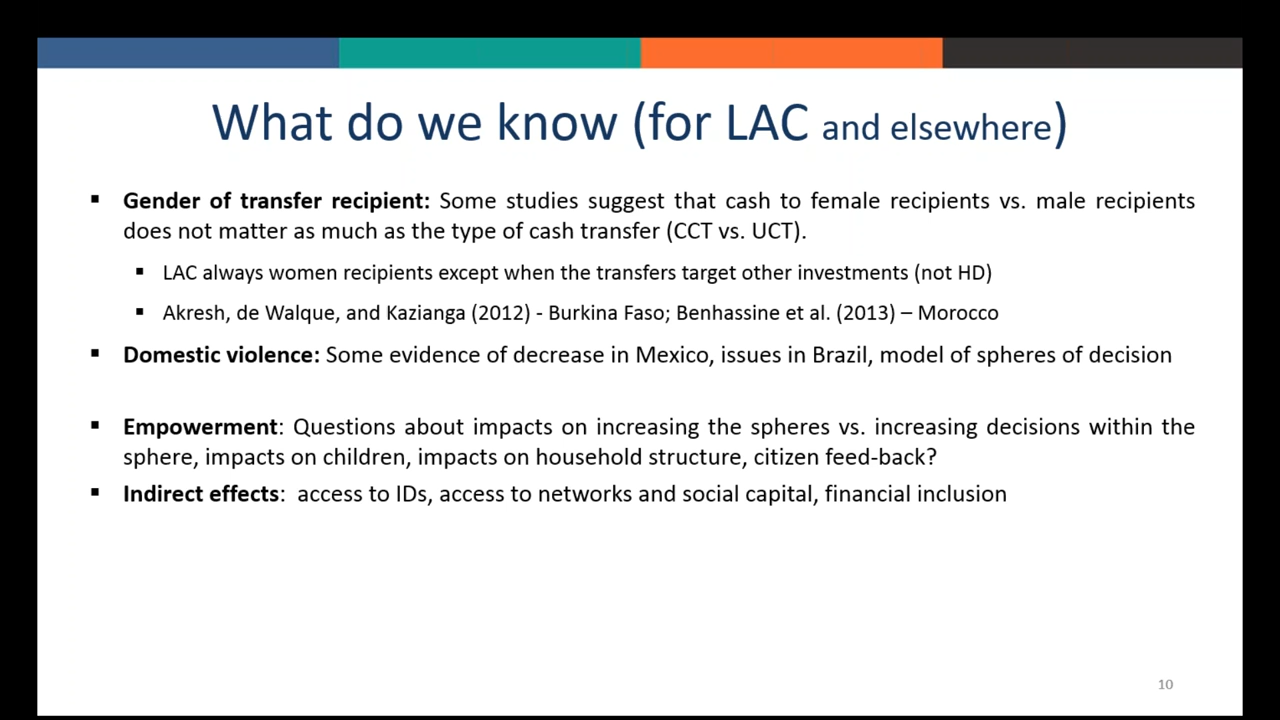 What do we know (for LAC and elsewhere)
▪ Gender of transfer recipient: Some studies suggest that cash to female recipients vs. male recipients
does not matter as much as the type of cash transfer (CCT vs. UCT).
▪ LAC always women recipients except when the transfers target other investments (not HD)
▪ Akresh, de Walque, and Kazianga (2012) - Burkina Faso; Benhassine et al. (2013) – Morocco
▪ Domestic violence: Some evidence of decrease in Mexico, issues in Brazil, model of spheres of decision
▪ Empowerment: Questions about impacts on increasing the spheres vs. increasing decisions within the
sphere, impacts on children, impacts on household structure, citizen feed-back?
▪ Indirect effects: access to IDs, access to networks and social capital, financial inclusion
10